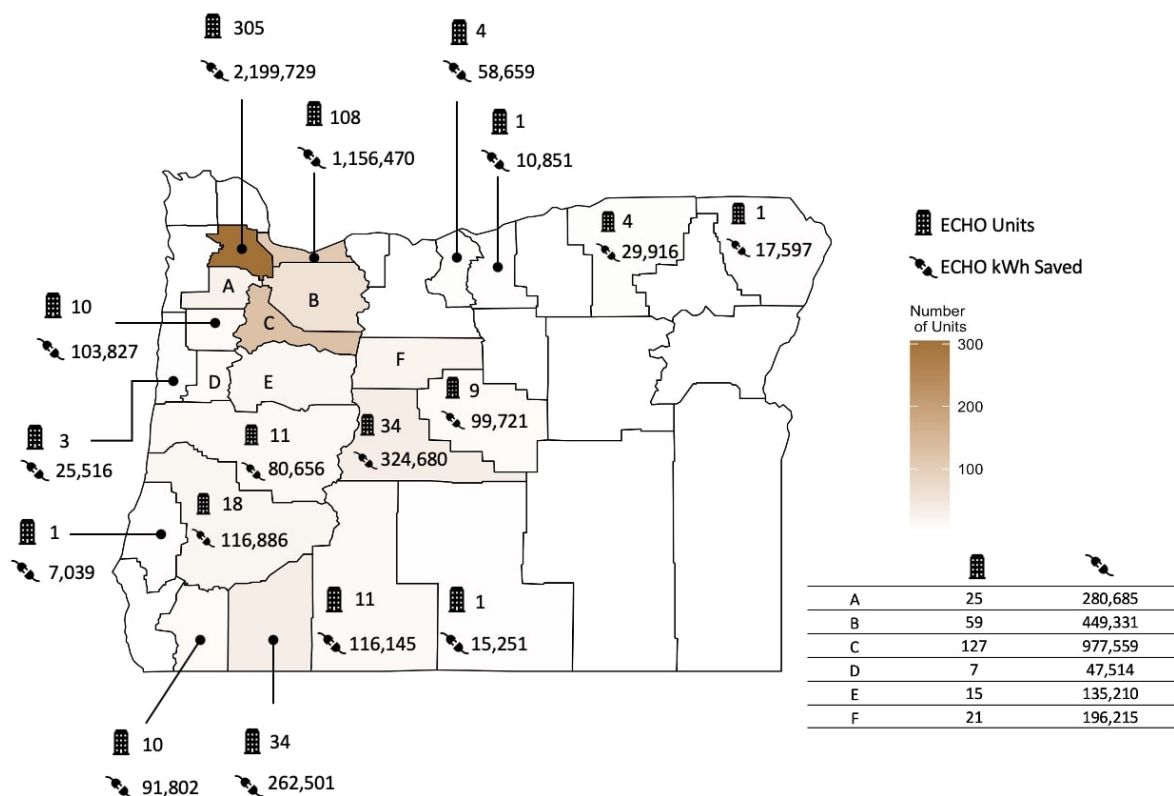 305
2,199,729
4
58,659
108
1,156,470
1
10,851
4
29,916
1
17,597
ECHO Units
ECHO kWh Saved
A
B
C
D
E
F
10
103,827
9
99,721
3
25,516
11
80,656
34
324,680
18
116,886
1
7,039
11
116,145
1
15,251
10
91,802
34
262,501
Number
of Units
300
200
100
A 25 280,685
B 59 449,331
C 127 977,559
D 7 47,514
E 15 135,210
F 21 196,215